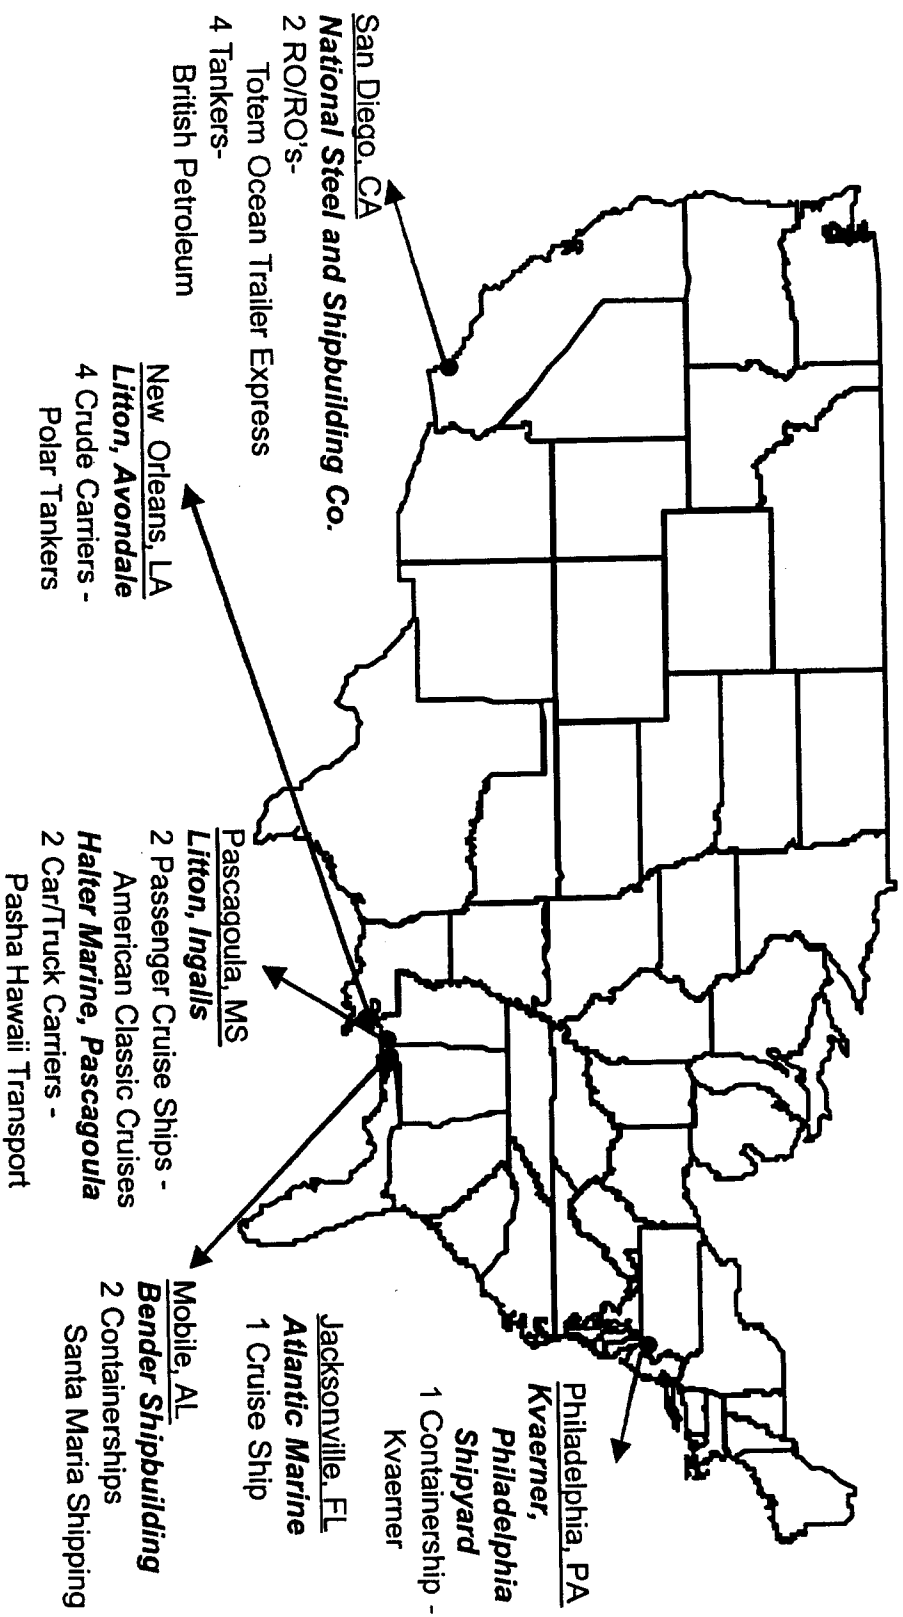 San Diego, CA
National Steel and Shipbuilding Co.
2 RO/RO's-
Totem Ocean Trailer Express
4 Tankers-
British Petroleum
New Orleans, LA
Litton, Avondale
4 Crude Carriers -
Polar Tankers
Pascagoula, MS
Litton, Ingalls
2 Passenger Cruise Ships -
American Classic Cruises
Halter Marine, Pascagoula
2 Car/Truck Carriers -
Pasha Hawaii Transport
Mobile, AL
Bender Shipbuilding
2 Containerships
Santa Maria Shipping
Jacksonville, FL
Atlantic Marine
1 Cruise Ship
Philadelphia, PA
Kvaerner,
Philadelphia
Shipyard
1 Containership -
Kvaerner